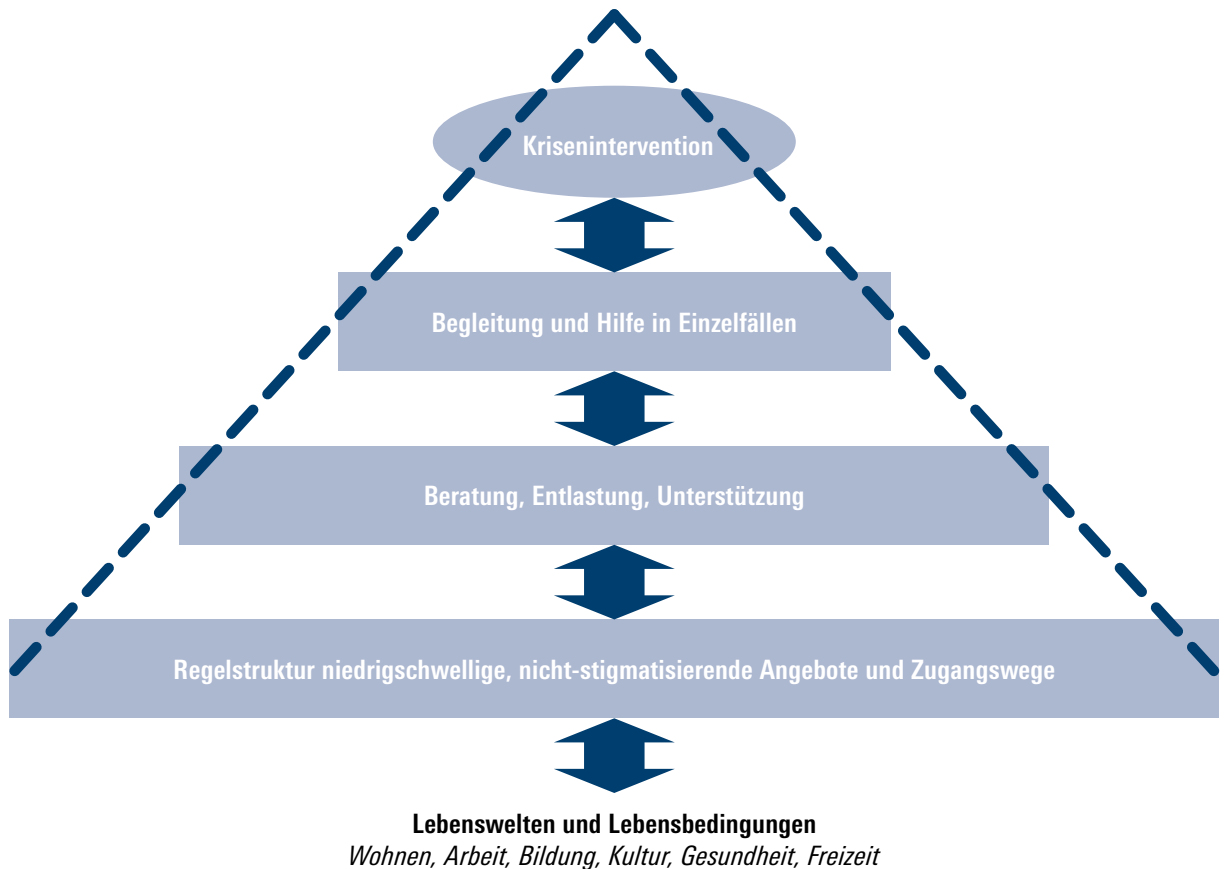 Krisenintervention
Begleitung und Hilfe in Einzelfällen
Beratung, Entlastung, Unterstützung
Regelstruktur niedrigschwellige, nicht-stigmatisierende Angebote und Zugangswege
Lebenswelten und Lebensbedingungen
Wohnen, Arbeit, Bildung, Kultur, Gesundheit, Freizeit